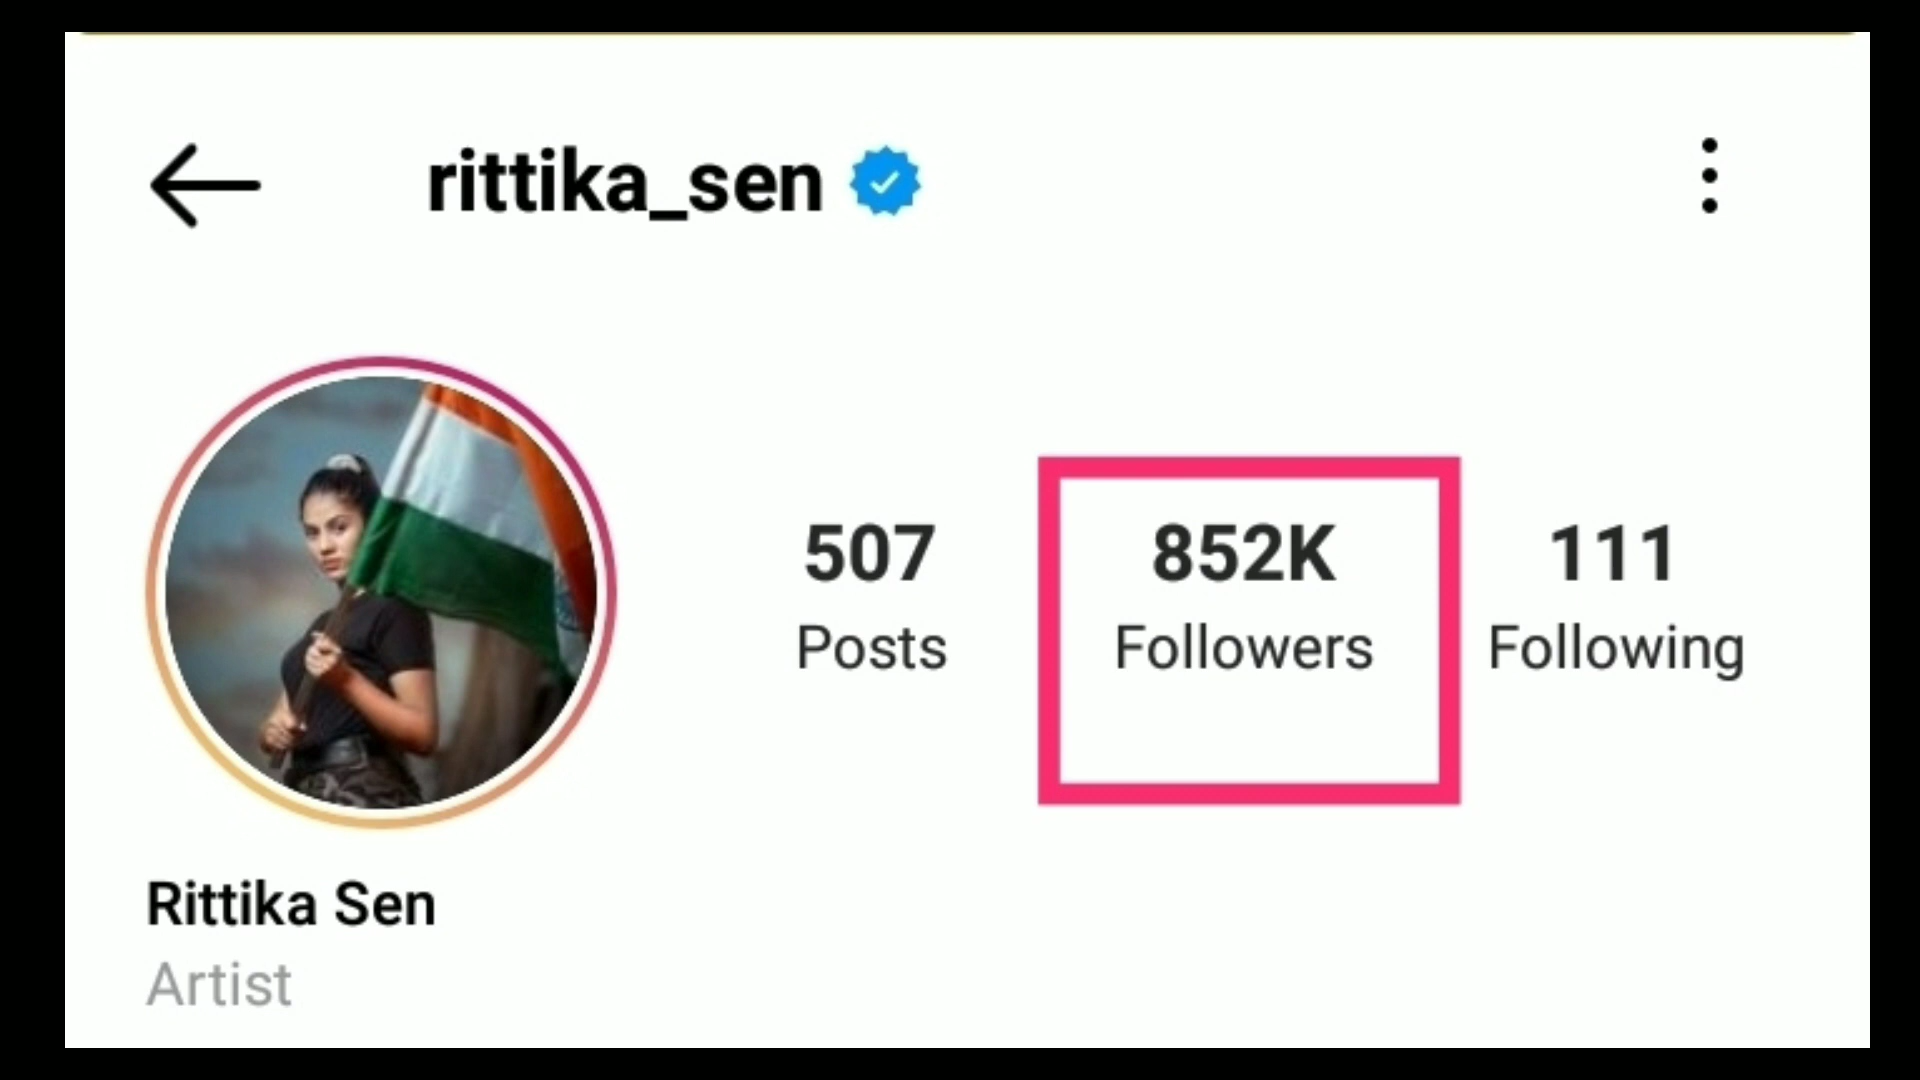 rittika_sen
507 852K 111
Posts Followers Following
Rittika Sen
Artist